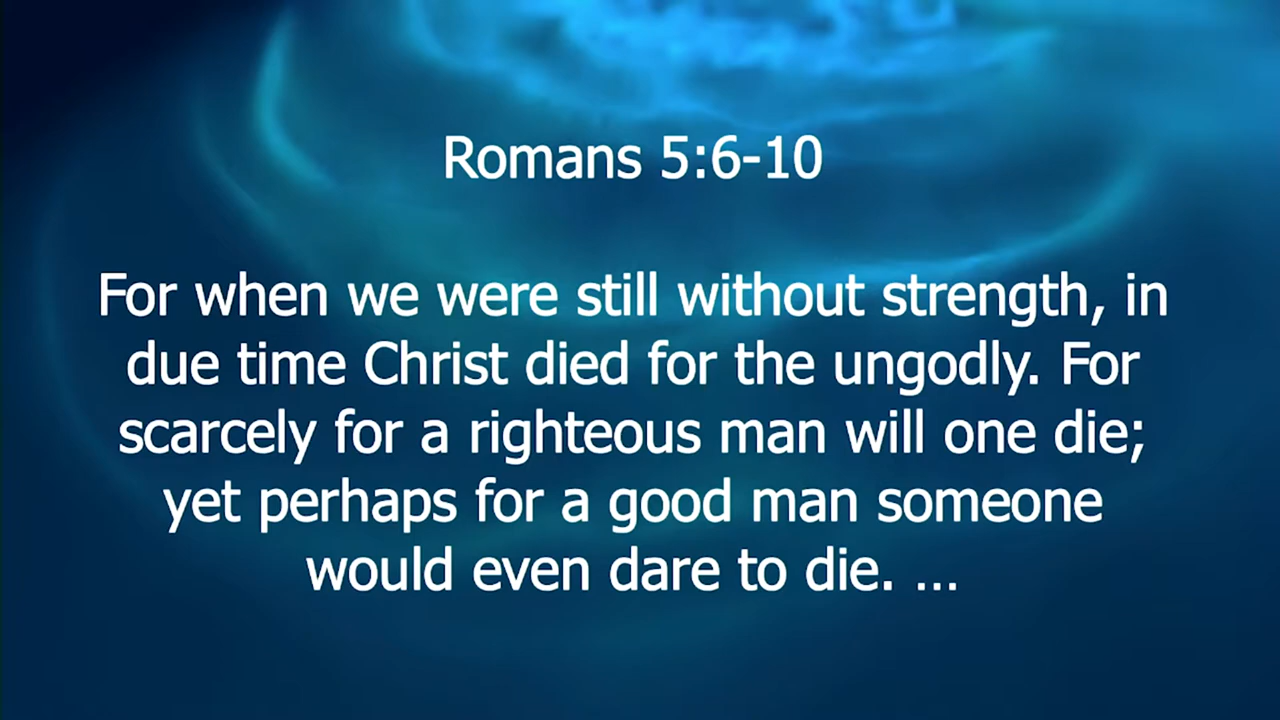 Romans 5:6-10
For when we were still without strength, in
due time Christ died for the ungodly. For
scarcely for a righteous man will one die;
yet perhaps for a good man someone
would even dare to die. ...